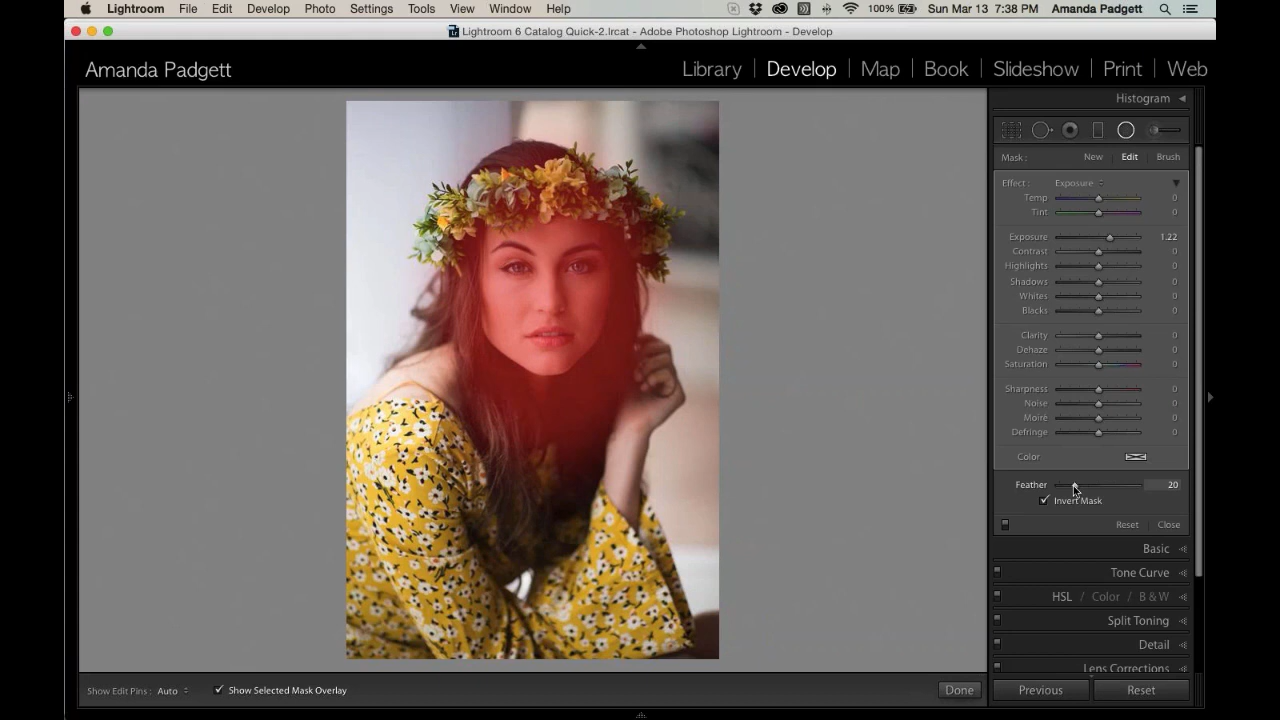 Lightroom File Edit Develop Photo Settings Tools View Window Help 100% Sun Mar 13 7:38 PM Amanda Padgett
Lightroom 6 Catalog Quick-2.lrcat - Adobe Photoshop Lightroom - Develop
Amanda Padgett Library | Develop | Map | Book | Slideshow | Print | Web
Histogram
Mask : New Edit Brush
Effect : Exposure
Temp 0
Tint 0
Exposure 1.22
Contrast 0
Highlights 0
Shadows 0
Whites 0
Blacks 0
Clarity 0
Dehaze 0
Saturation 0
Sharpness 0
Noise 0
Moiré 0
Defringe 0
Color
Feather 20
Invert Mask
Reset Close
Basic
Tone Curve
HSL / Color / B & W
Split Toning
Detail
Lens Corrections
Show Edit Pins : Auto Show Selected Mask Overlay Done Previous Reset